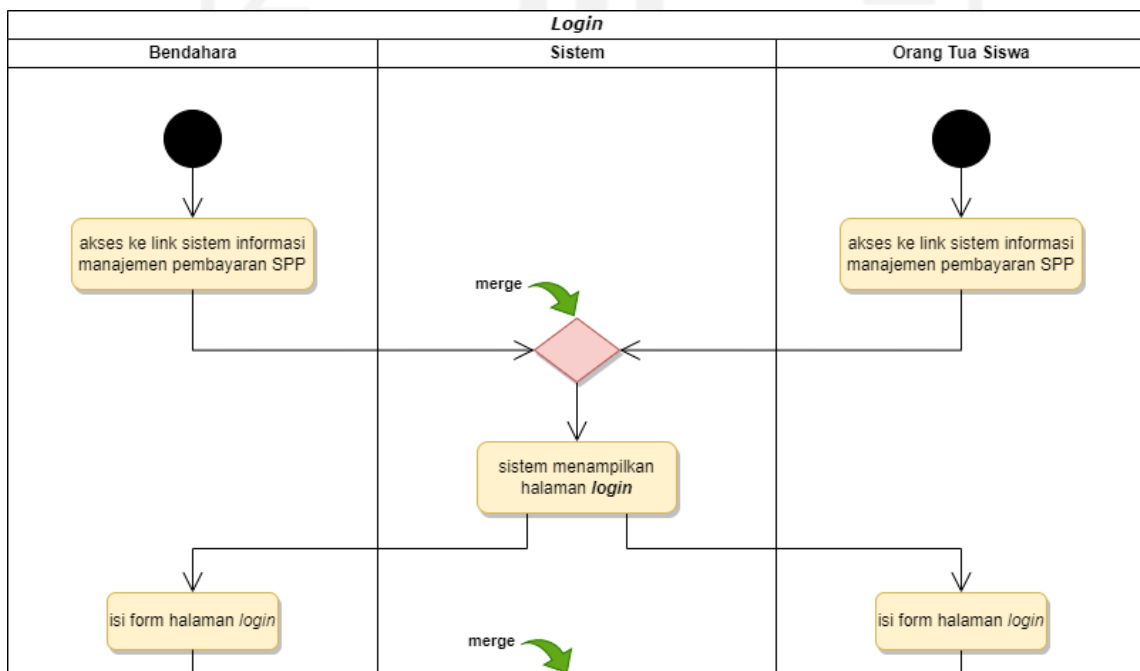 Login
Bendahara
Sistem
Orang Tua Siswa
akses ke link sistem informasi
manajemen pembayaran SPP
akses ke link sistem informasi
manajemen pembayaran SPP
merge
sistem menampilkan
halaman login
isi form halaman login
isi form halaman login
merge